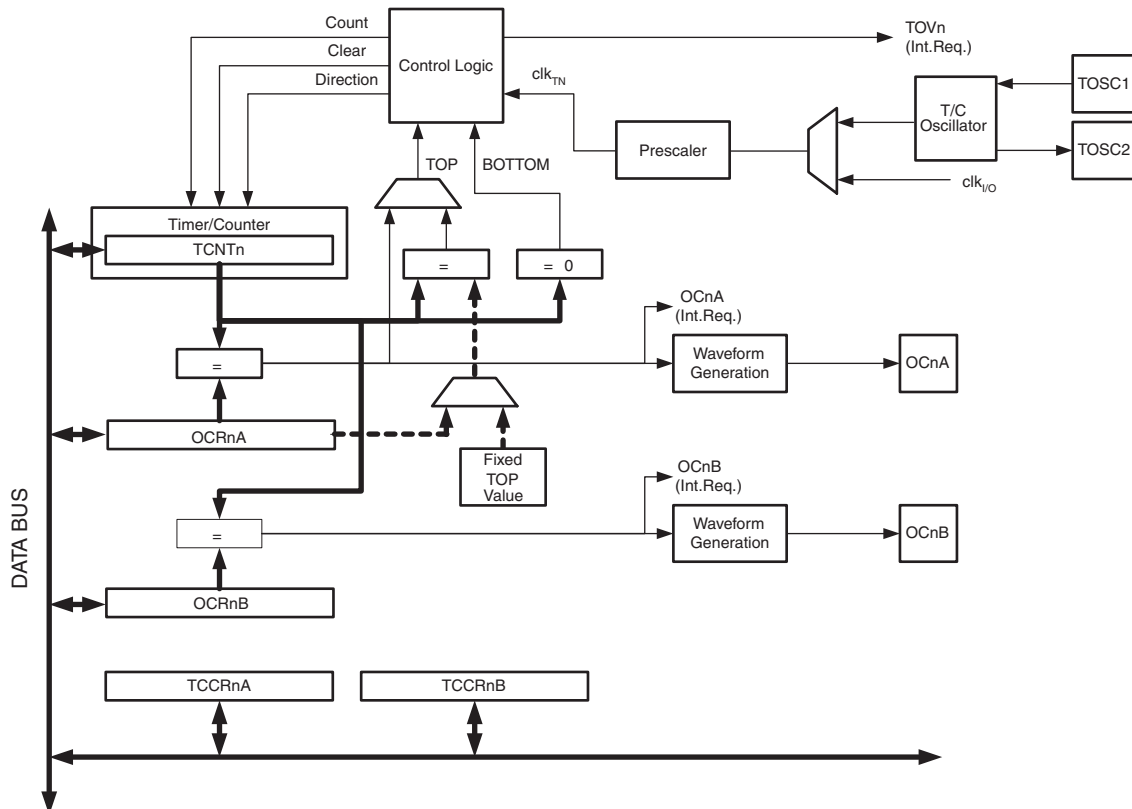 Count
Clear
Direction
Control Logic
TOVn
(Int.Req.)
clkTN
TOSC1
T/C
Oscillator
TOSC2
Prescaler
clkI/O
TOP
BOTTOM
Timer/Counter
TCNTn
=
= 0
OCnA
(Int.Req.)
=
Waveform
Generation
OCnA
OCRnA
Fixed
TOP
Value
OCnB
(Int.Req.)
=
Waveform
Generation
OCnB
OCRnB
DATA BUS
TCCRnA
TCCRnB